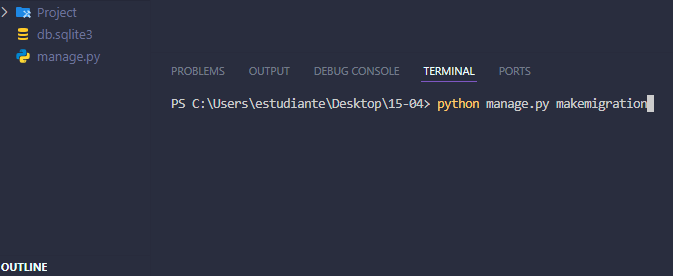 Project
db.sqlite3
manage.py
PROBLEMS OUTPUT DEBUG CONSOLE TERMINAL PORTS
PS C:\Users\estudiante\Desktop\15-04> python manage.py makemigration
OUTLINE